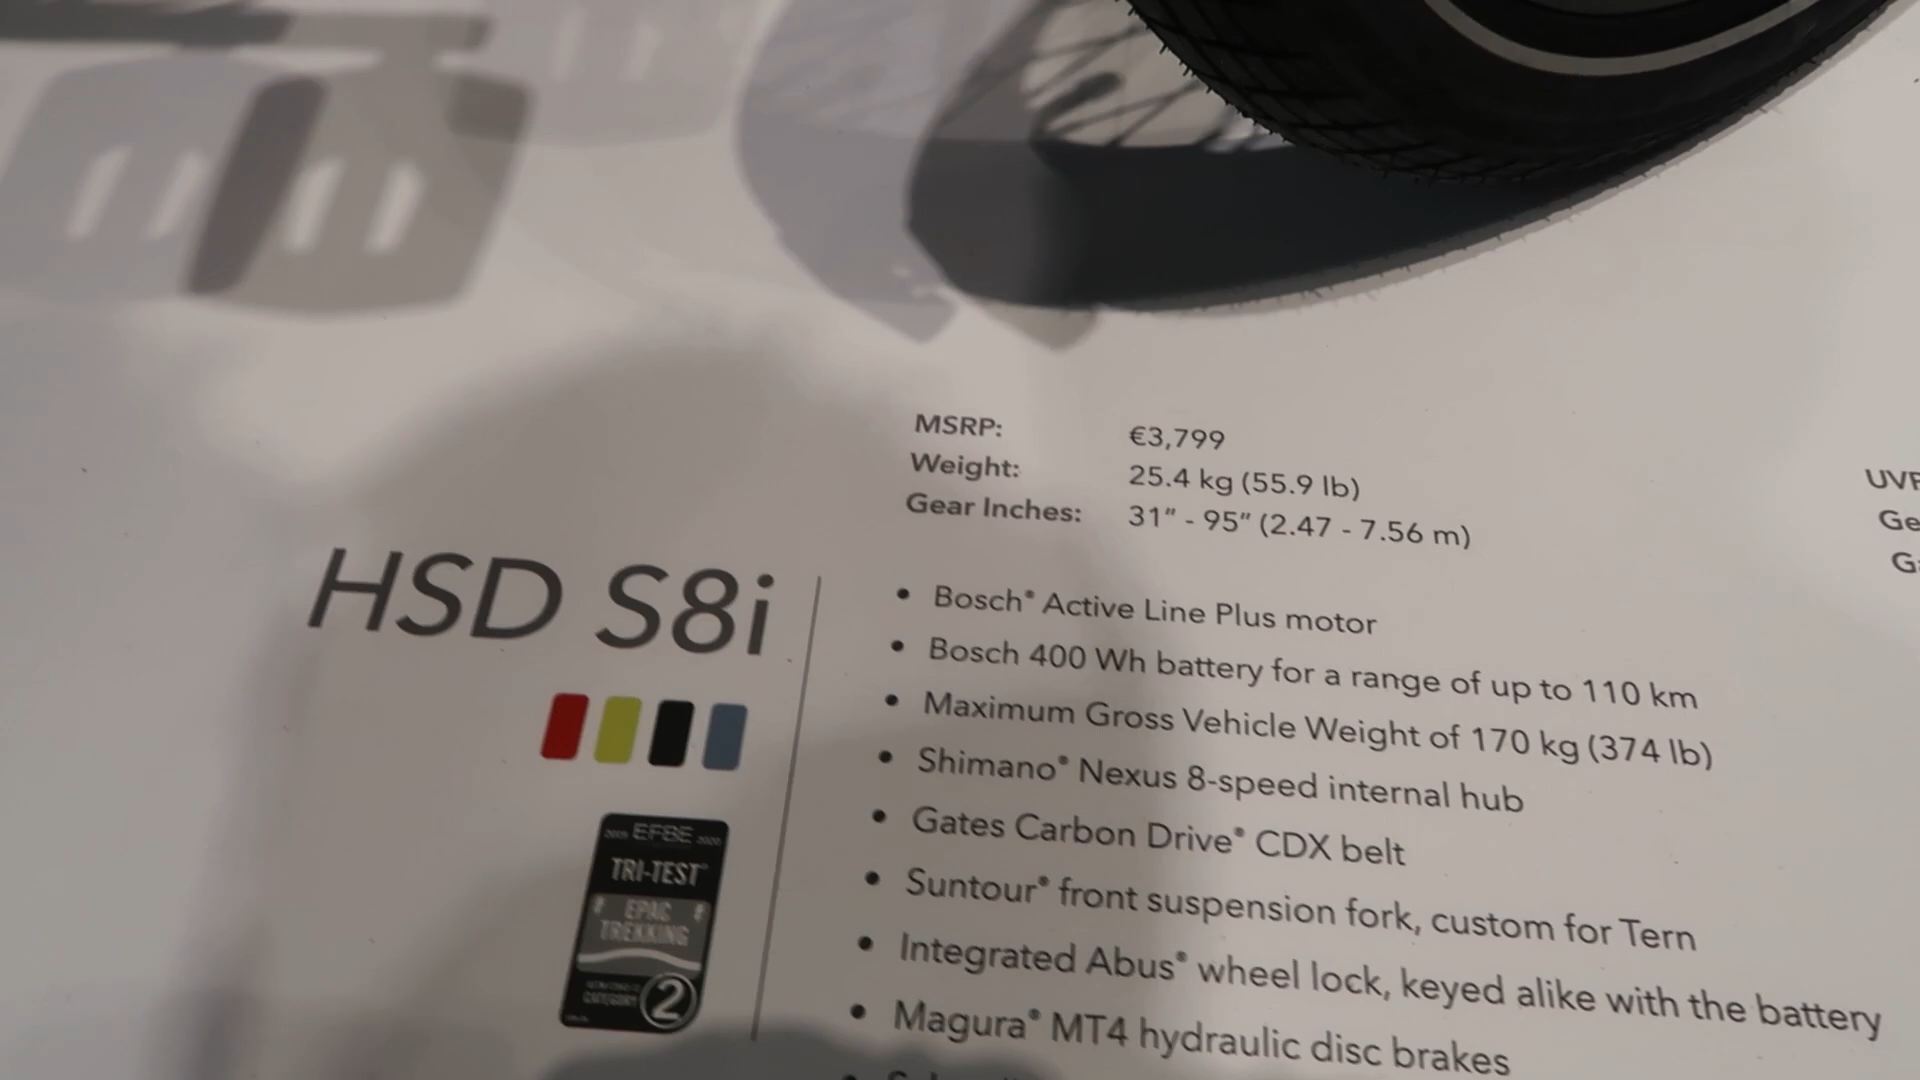 MSRP: €3,799
Weight: 25.4 kg (55.9 lb)
Gear Inches: 31” - 95” (2.47 - 7.56 m)
HSD S8i
• Bosch® Active Line Plus motor
• Bosch 400 Wh battery for a range of up to 110 km
• Maximum Gross Vehicle Weight of 170 kg (374 lb)
• Shimano® Nexus 8-speed internal hub
• Gates Carbon Drive® CDX belt
• Suntour® front suspension fork, custom for Tern
• Integrated Abus® wheel lock, keyed alike with the battery
• Magura® MT4 hydraulic disc brakes
EFBE
TRI-TEST®
EPAC
TREKKING
CATEGORY
2
Ge